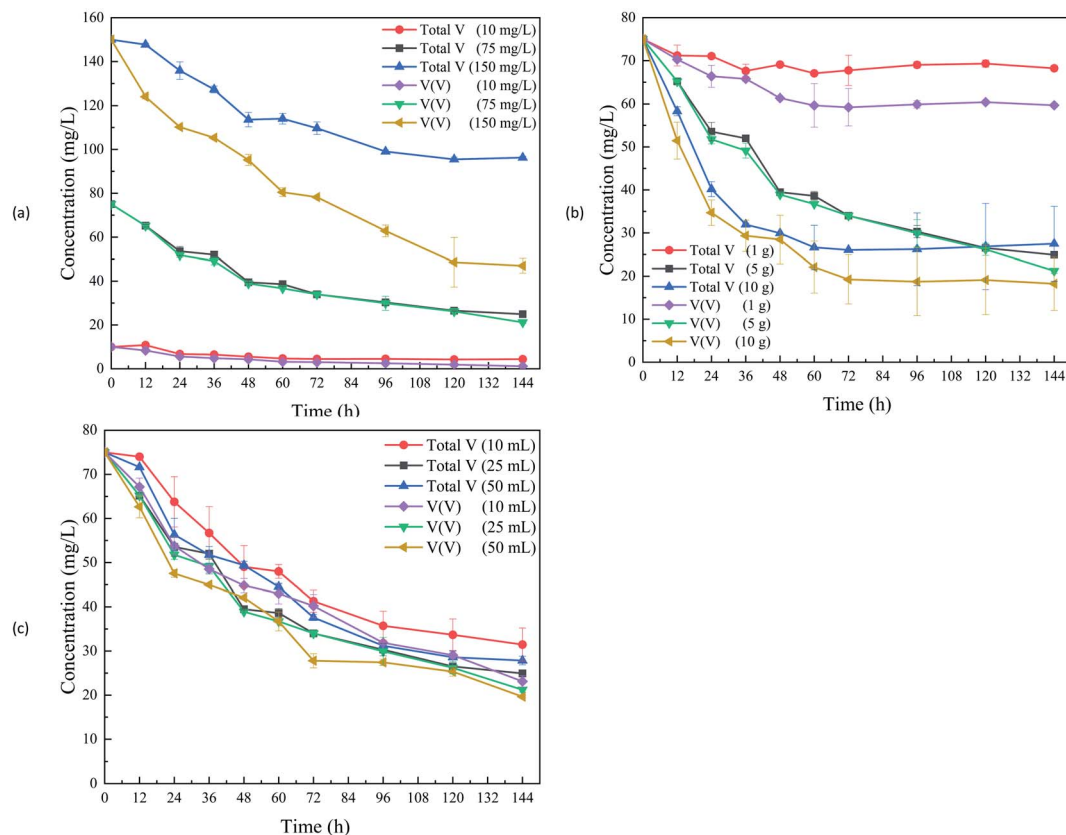 (a)
Concentration (mg/L)
160
140
120
100
80
60
40
20
0
Total V (10 mg/L)
Total V (75 mg/L)
Total V (150 mg/L)
V(V) (10 mg/L)
V(V) (75 mg/L)
V(V) (150 mg/L)
0 12 24 36 48 60 72 84 96 108 120 132 144
Time (h)
(b)
Concentration (mg/L)
80
70
60
50
40
30
20
10
0
Total V (1 g)
Total V (5 g)
Total V (10 g)
V(V) (1 g)
V(V) (5 g)
V(V) (10 g)
0 12 24 36 48 60 72 84 96 108 120 132 144
Time (h)
(c)
Concentration (mg/L)
80
70
60
50
40
30
20
10
0
Total V (10 mL)
Total V (25 mL)
Total V (50 mL)
V(V) (10 mL)
V(V) (25 mL)
V(V) (50 mL)
0 12 24 36 48 60 72 84 96 108 120 132 144
Time (h)